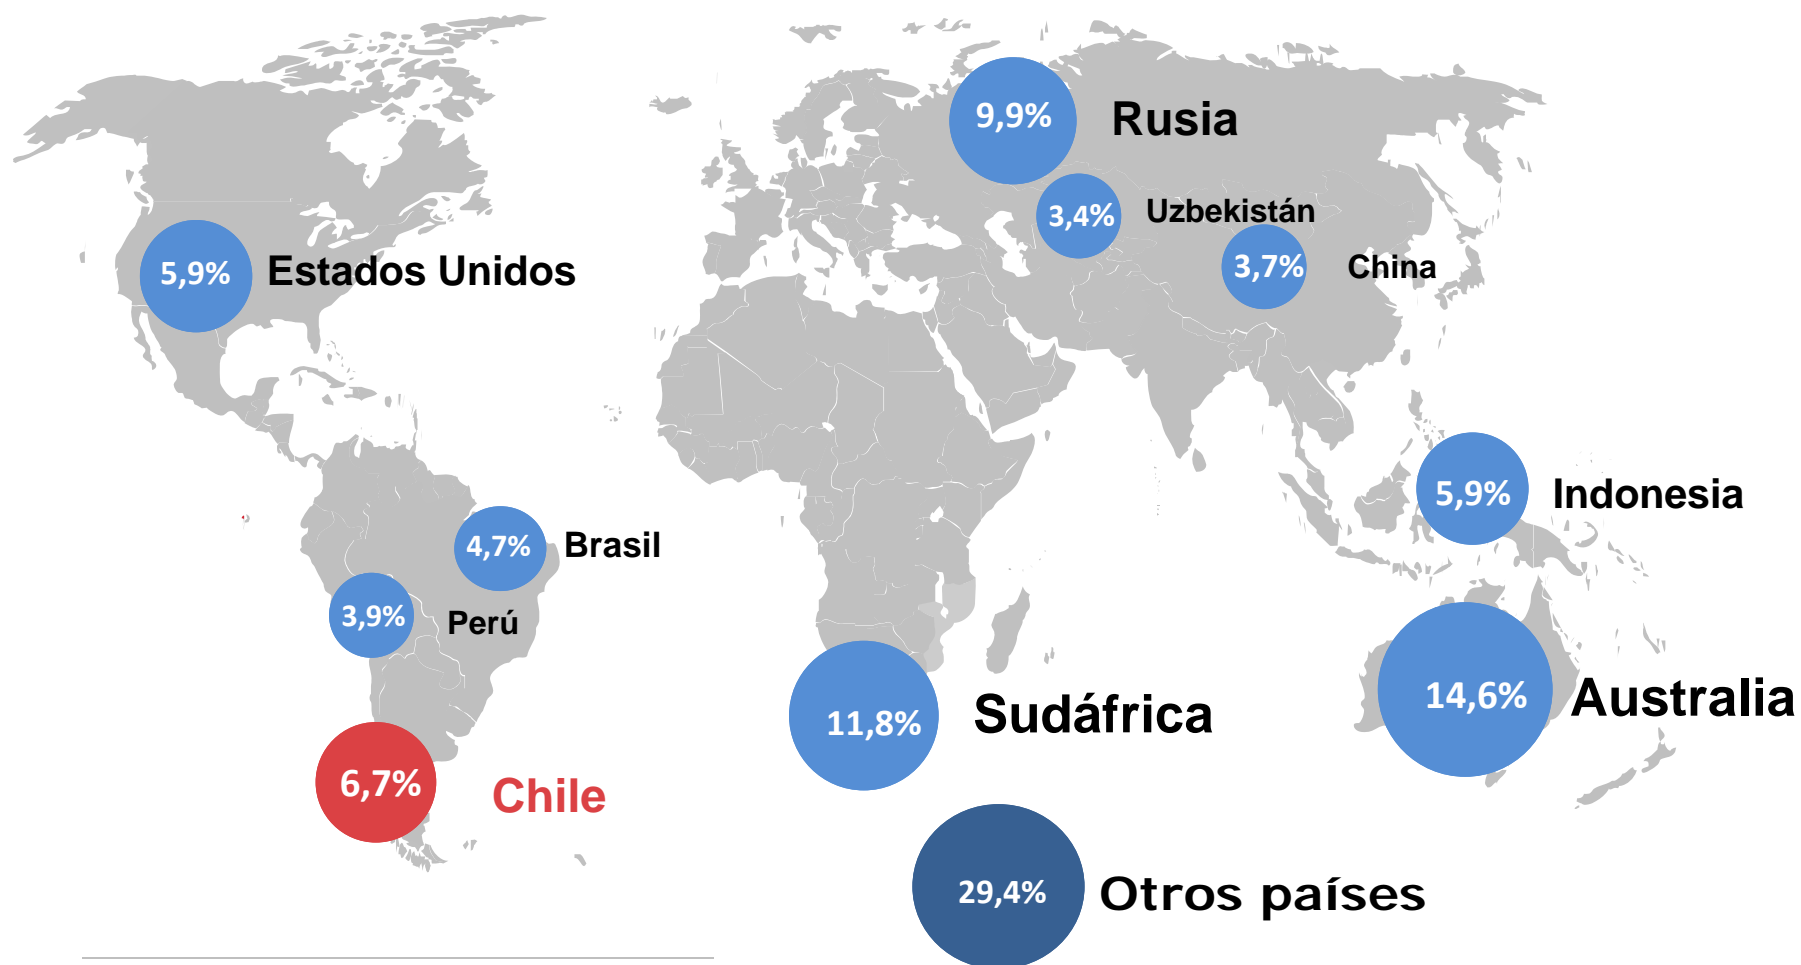 9,9% Rusia
3,4% Uzbekistán
3,7% China
5,9% Estados Unidos
5,9% Indonesia
4,7% Brasil
3,9% Perú
14,6% Australia
11,8% Sudáfrica
6,7% Chile
29,4% Otros países